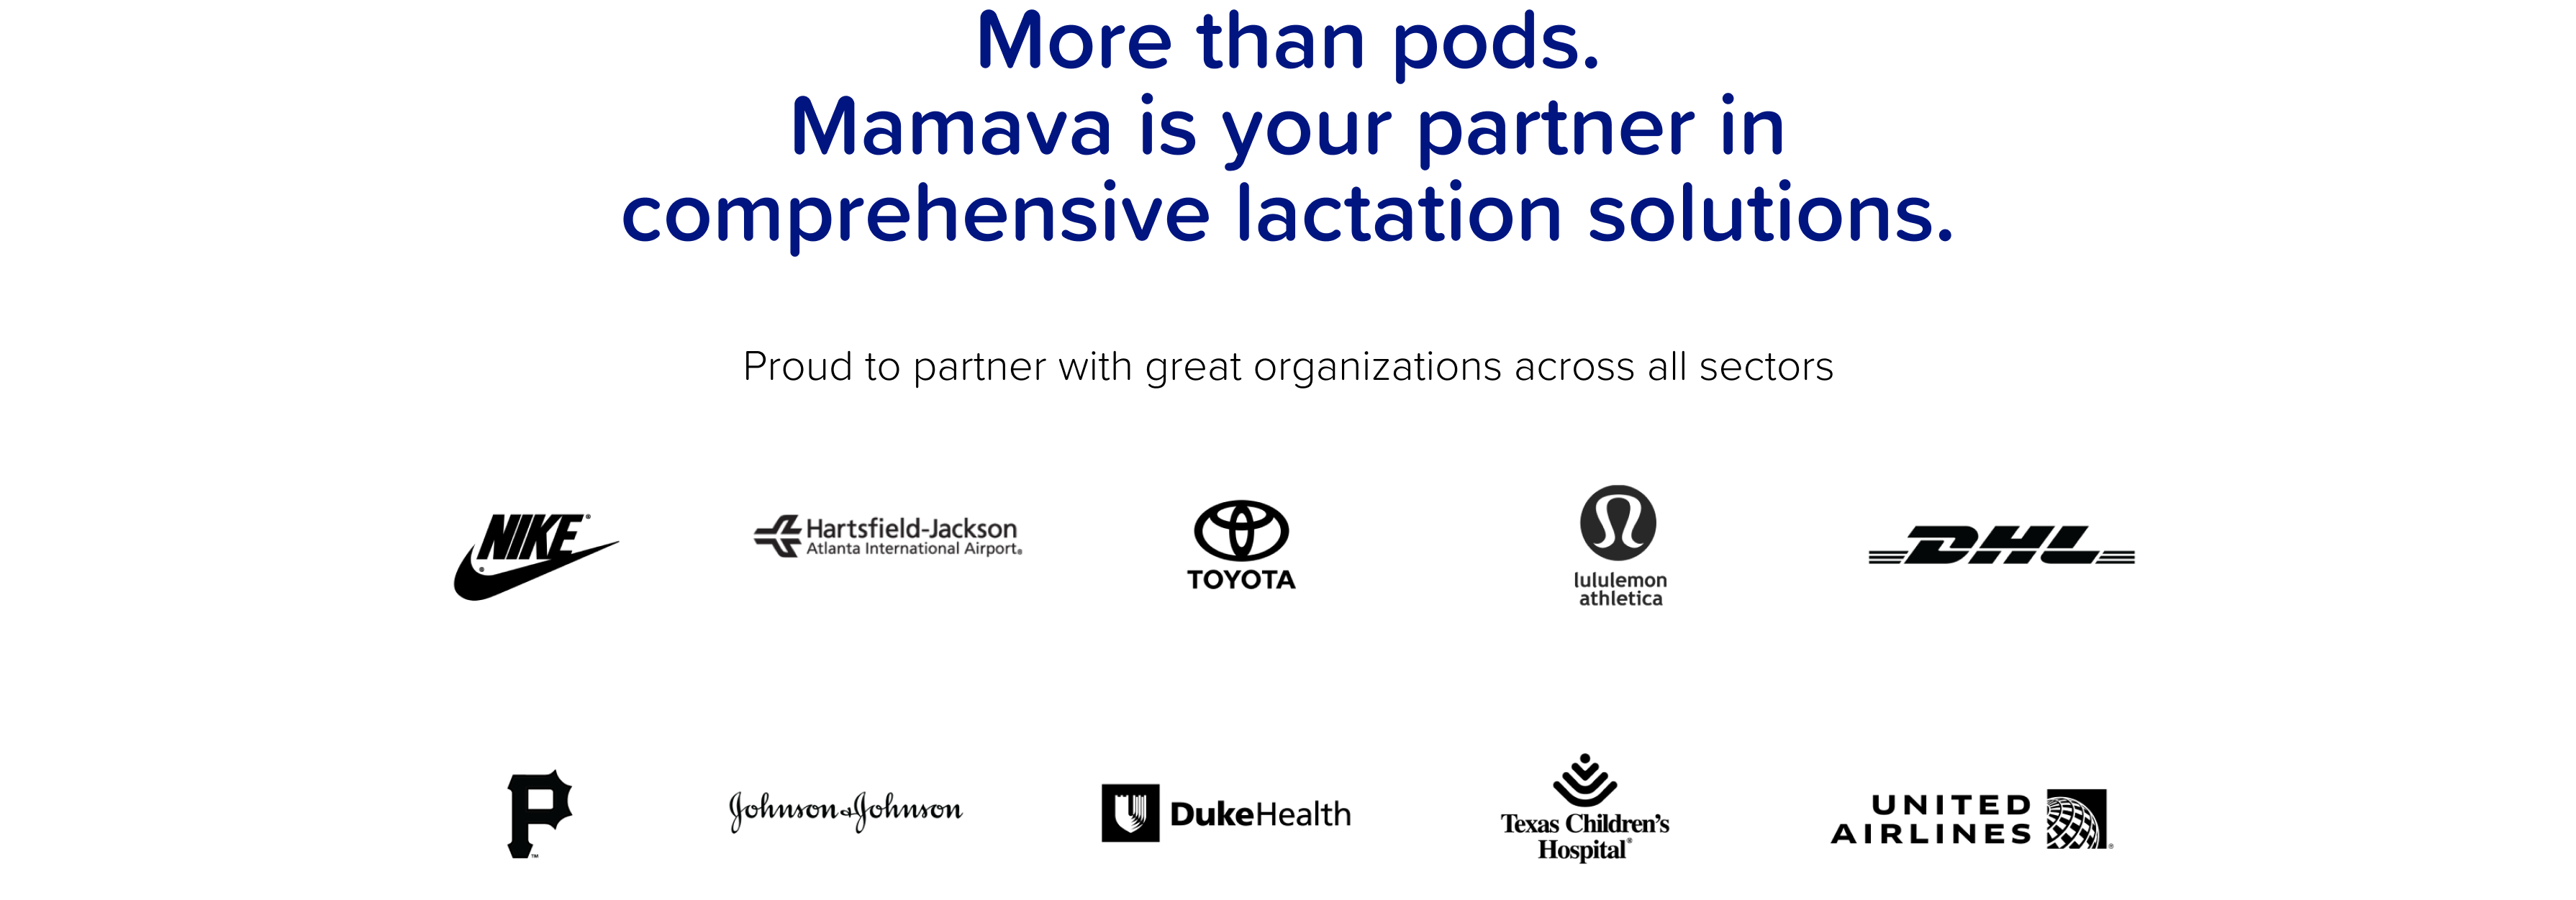 More than pods.
Mamava is your partner in
comprehensive lactation solutions.
Proud to partner with great organizations across all sectors
NIKE®
Hartsfield-Jackson
Atlanta International Airport®
TOYOTA
lululemon
athletica
DHL
P™
Johnson & Johnson
DukeHealth
Texas Children's
Hospital®
UNITED
AIRLINES